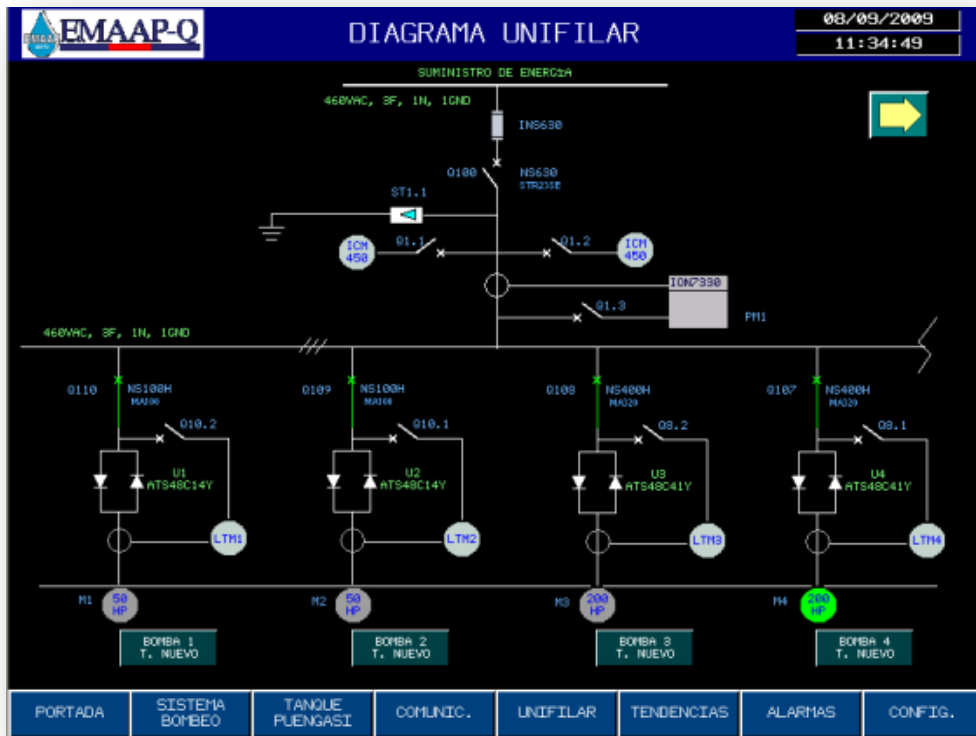 EMAAP-Q
DIAGRAMA UNIFILAR
08/09/2009
11:34:49
SUMINISTRO DE ENERGIA
460VAC, 3F, 1N, 1GND
INS630
Q100
NS630
STR23SE
ST1.1
ICM
450
Q1.1
Q1.2
ICM
450
ION7330
Q1.3
PM1
460VAC, 3F, 1N, 1GND
Q110
NS100H
MA100
Q109
NS100H
MA100
Q108
NS400H
MA320
Q107
NS400H
MA320
Q10.2
Q10.1
Q8.2
Q8.1
U1
ATS48C14Y
U2
ATS48C14Y
U3
ATS48C41Y
U4
ATS48C41Y
LTM1
LTM2
LTM3
LTM4
M1
50
HP
M2
50
HP
M3
200
HP
M4
200
HP
BOMBA 1
T. NUEVO
BOMBA 2
T. NUEVO
BOMBA 3
T. NUEVO
BOMBA 4
T. NUEVO
PORTADA
SISTEMA
BOMBEO
TANQUE
PUENGASI
COMUNIC.
UNIFILAR
TENDENCIAS
ALARMAS
CONFIG.